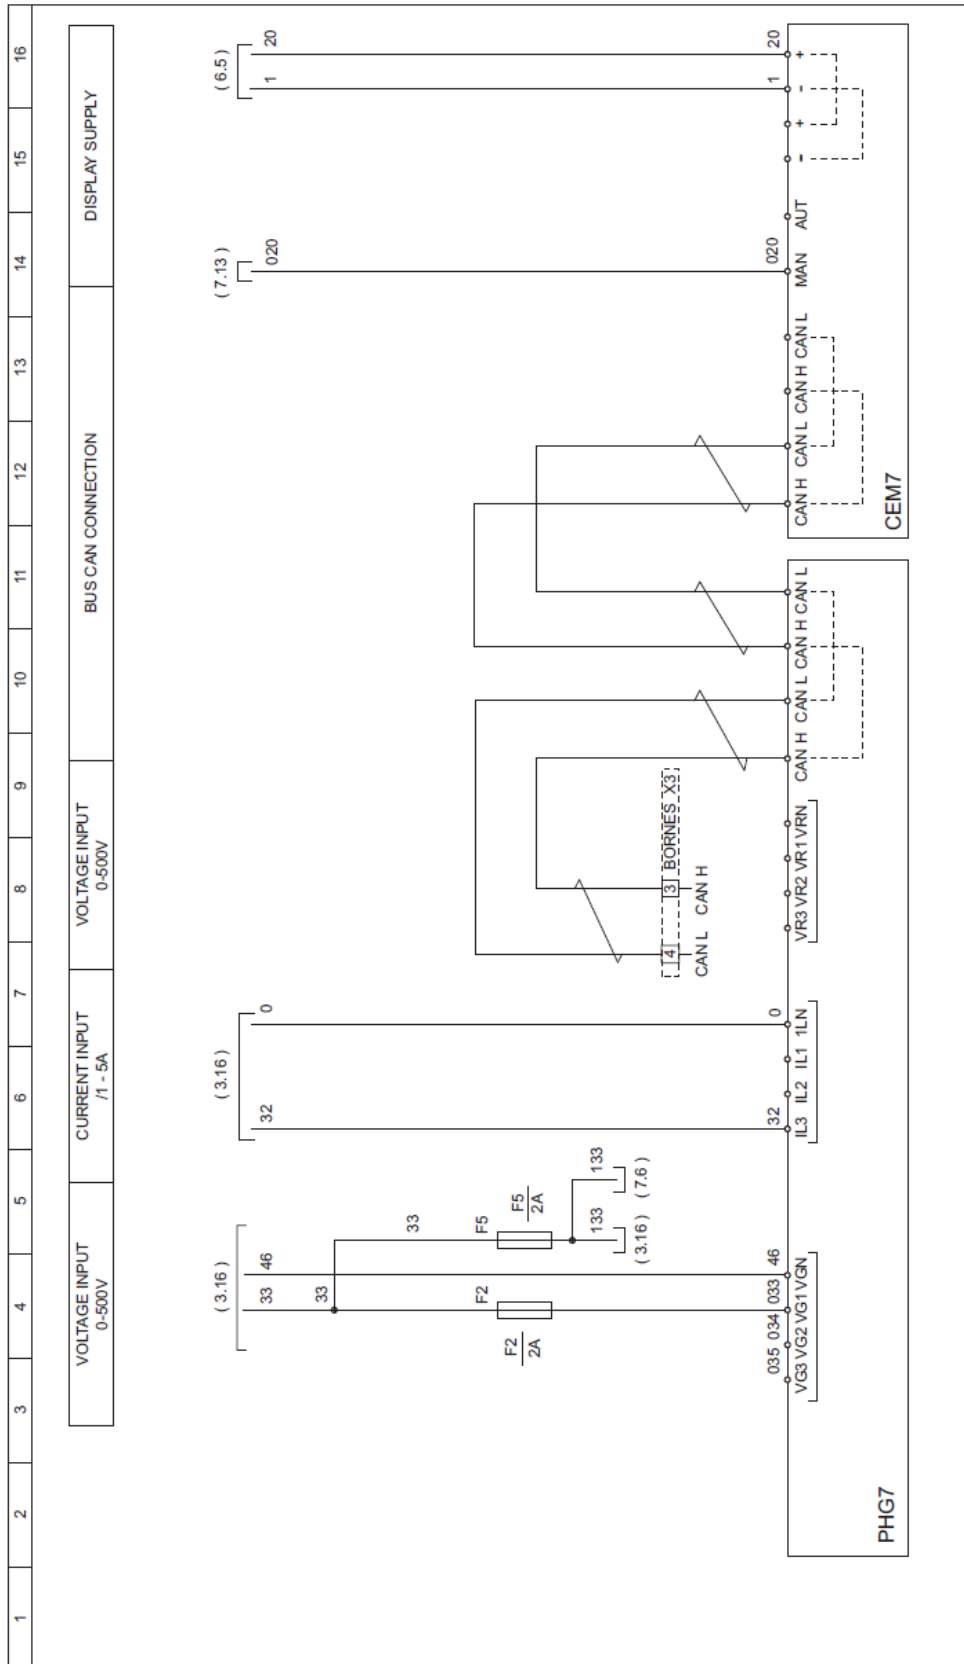 1 2 3 4 5 6 7 8 9 10 11 12 13 14 15 16
VOLTAGE INPUT
0-500V
CURRENT INPUT
/1 - 5A
VOLTAGE INPUT
0-500V
BUS CAN CONNECTION
DISPLAY SUPPLY
( 3.16 )
( 3.16 )
( 7.13 )
( 6.5 )
33
46
32
0
020
1
20
33
33
F2
F5
F2
2A
F5
2A
133
133
( 3.16 )
( 7.6 )
4
3
BORNES X3
CAN L
CAN H
035
034
033
46
32
0
020
1
20
VG3
VG2
VG1
VGN
IL3
IL2
IL1
1LN
VR3
VR2
VR1
VRN
CAN H
CAN L
CAN H
CAN L
CAN H
CAN L
CAN H
CAN L
MAN
AUT
-
+
-
+
PHG7
CEM7